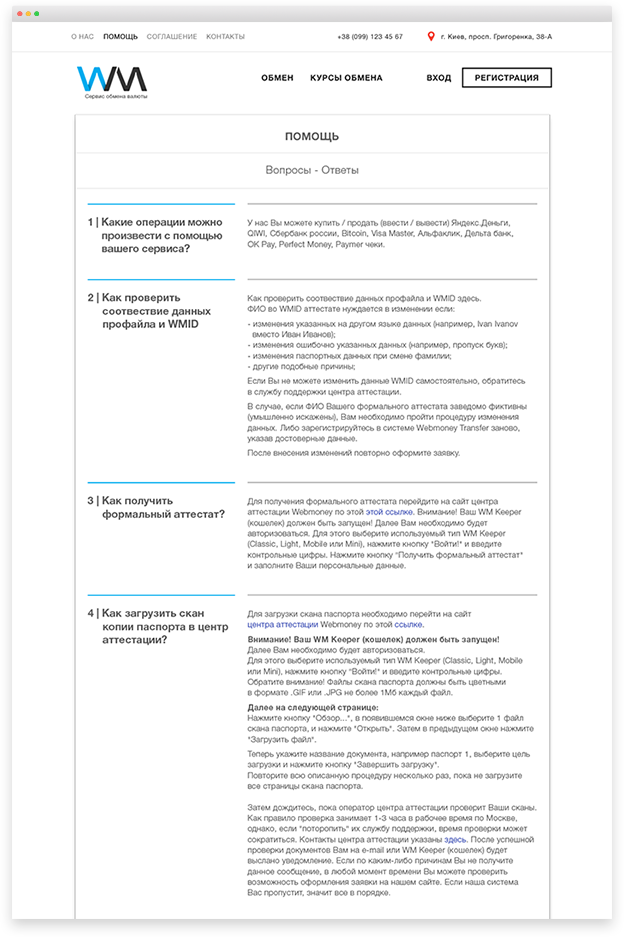 О НАС ПОМОЩЬ СОГЛАШЕНИЕ КОНТАКТЫ +38 (099) 123 45 67 г. Киев, просп. Григоренка, 38-А
WM
Сервис обмена валюты
ОБМЕН КУРСЫ ОБМЕНА ВХОД РЕГИСТРАЦИЯ
ПОМОЩЬ
Вопросы - Ответы
1 | Какие операции можно
произвести с помощью
вашего сервиса?
У нас Вы можете купить / продать (ввести / вывести) Яндекс.Деньги,
QIWI, Сбербанк россии, Bitcoin, Visa Master, Альфаклик, Дельта банк,
OK Pay, Perfect Money, Paymer чеки.
2 | Как проверить
соотвествие данных
профайла и WMID
Как проверить соотвествие данных профайла и WMID здесь.
ФИО во WMID аттестате нуждается в изменении если:
- изменения указанных на другом языке данных (например, Ivan Ivanov
вместо Иван Иванов);
- изменения ошибочно указанных данных (например, пропуск букв);
- изменения паспортных данных при смене фамилии;
- другие подобные причины;
Если Вы не можете изменить данные WMID самостоятельно, обратитесь
в службу поддержки центра аттестации.
В случае, если ФИО Вашего формального аттестата заведомо фиктивны
(умышленно искажены), Вам необходимо пройти процедуру изменения
данных. Либо зарегистрируйтесь в системе Webmoney Transfer заново,
указав достоверные данные.
После внесения изменений повторно оформите заявку.
3 | Как получить
формальный аттестат?
Для получения формального аттестата перейдите на сайт центра
аттестации Webmoney по этой этой ссылке. Внимание! Ваш WM Keeper
(кошелек) должен быть запущен! Далее Вам необходимо будет
авторизоваться. Для этого выберите используемый тип WM Keeper
(Classic, Light, Mobile или Mini), нажмите кнопку "Войти!" и введите
контрольные цифры. Нажмите кнопку "Получить формальный аттестат"
и заполните Ваши персональные данные.
4 | Как загрузить скан
копии паспорта в центр
аттестации?
Для загрузки скана паспорта необходимо перейти на сайт
центра аттестации Webmoney по этой ссылке.
Внимание! Ваш WM Keeper (кошелек) должен быть запущен!
Далее Вам необходимо будет авторизоваться.
Для этого выберите используемый тип WM Keeper (Classic, Light, Mobile
или Mini), нажмите кнопку "Войти!" и введите контрольные цифры.
Обратите внимание! Файлы скана паспорта должны быть цветными
в формате .GIF или .JPG не более 1Мб каждый файл.
Далее на следующей странице:
Нажмите кнопку "Обзор...", в появившемся окне ниже выберите 1 файл
скана паспорта, и нажмите "Открыть". Затем в предыдущем окне нажмите
"Загрузить файл".
Теперь укажите название документа, например паспорт 1, выберите цель
загрузки и нажмите кнопку "Завершить загрузку".
Повторите всю описанную процедуру несколько раз, пока не загрузите
все страницы скана паспорта.
Затем дождитесь, пока оператор центра аттестации проверит Ваши сканы.
Как правило проверка занимает 1-3 часа в рабочее время по Москве,
однако, если "поторопить" их службу поддержки, время проверки может
сократиться. Контакты центра аттестации указаны здесь. После успешной
проверки документов Вам на e-mail или WM Keeper (кошелек) будет
выслано уведомление. Если по каким-либо причинам Вы не получите
данное сообщение, в любой момент времени Вы можете проверить
возможность оформления заявки на нашем сайте. Если наша система
Вас пропустит, значит все в порядке.